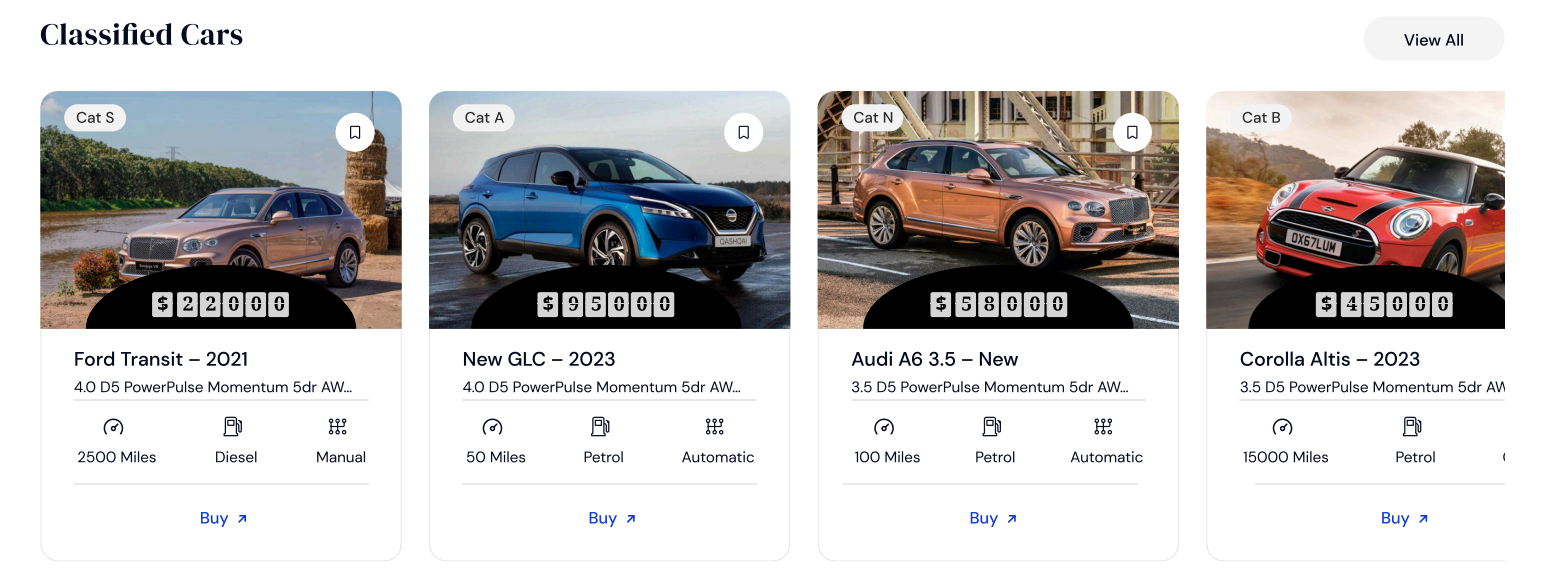 Classified Cars
View All
Cat S
$22000
Ford Transit – 2021
4.0 D5 PowerPulse Momentum 5dr AW...
2500 Miles
Diesel
Manual
Buy
Cat A
QASHQAI
$95000
New GLC – 2023
4.0 D5 PowerPulse Momentum 5dr AW...
50 Miles
Petrol
Automatic
Buy
Cat N
$58000
Audi A6 3.5 – New
3.5 D5 PowerPulse Momentum 5dr AW...
100 Miles
Petrol
Automatic
Buy
Cat B
OX67LUM
$45000
Corolla Altis – 2023
3.5 D5 PowerPulse Momentum 5dr AW
15000 Miles
Petrol
Buy